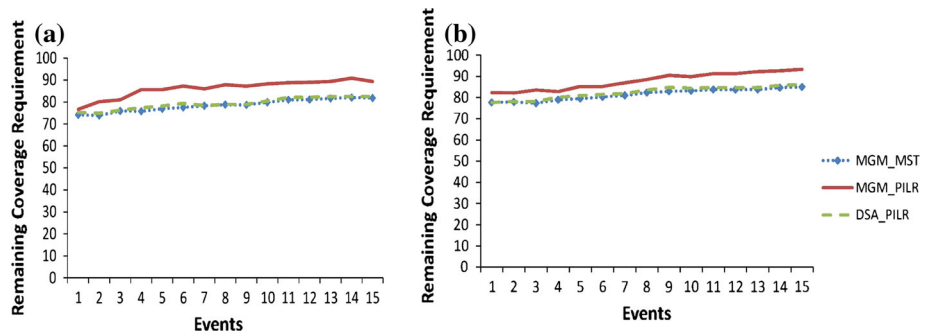 (a)
Remaining Coverage Requirement
100
90
80
70
60
50
40
30
20
10
0
1 2 3 4 5 6 7 8 9 10 11 12 13 14 15
Events
(b)
Remaining Coverage Requirement
100
90
80
70
60
50
40
30
20
10
0
1 2 3 4 5 6 7 8 9 10 11 12 13 14 15
Events
MGM_MST
MGM_PILR
DSA_PILR